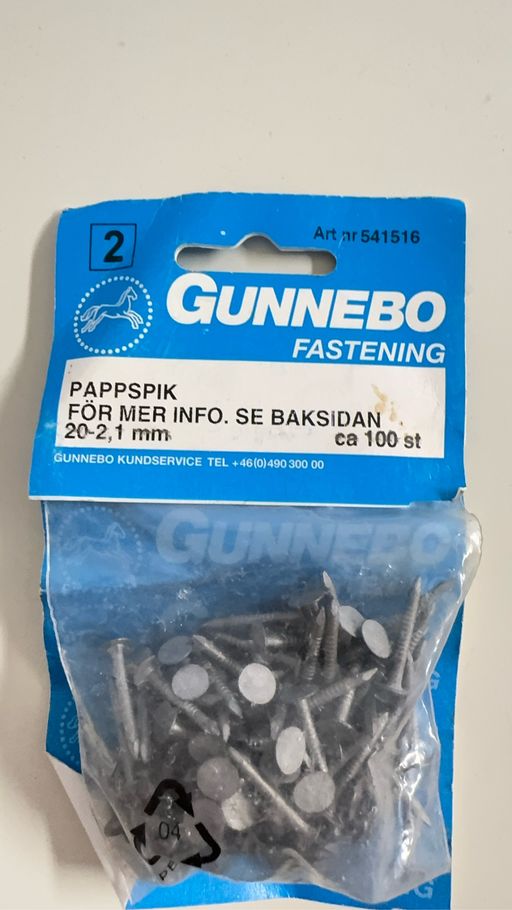 2
Art nr 541516
GUNNEBO
FASTENING
PAPPSPIK
FÖR MER INFO. SE BAKSIDAN
20-2,1 mm ca 100 st
GUNNEBO KUNDSERVICE TEL +46(0)490 300 00
GUNNEBO
04
PE